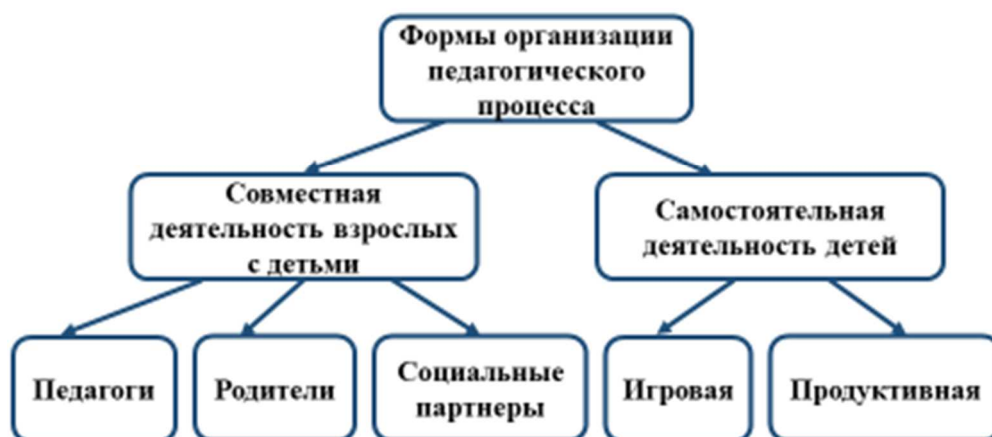 Формы организации
педагогического
процесса
Совместная
деятельность взрослых
с детьми
Самостоятельная
деятельность детей
Педагоги
Родители
Социальные
партнеры
Игровая
Продуктивная